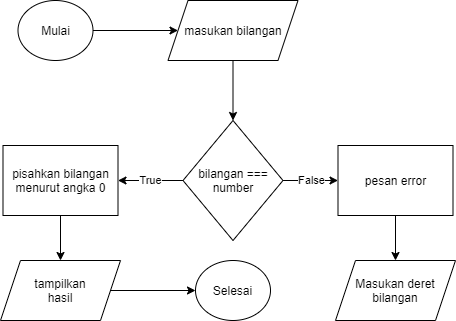 Mulai
masukan bilangan
bilangan ===
number
True
False
pisahkan bilangan
menurut angka 0
pesan error
tampilkan
hasil
Selesai
Masukan deret
bilangan